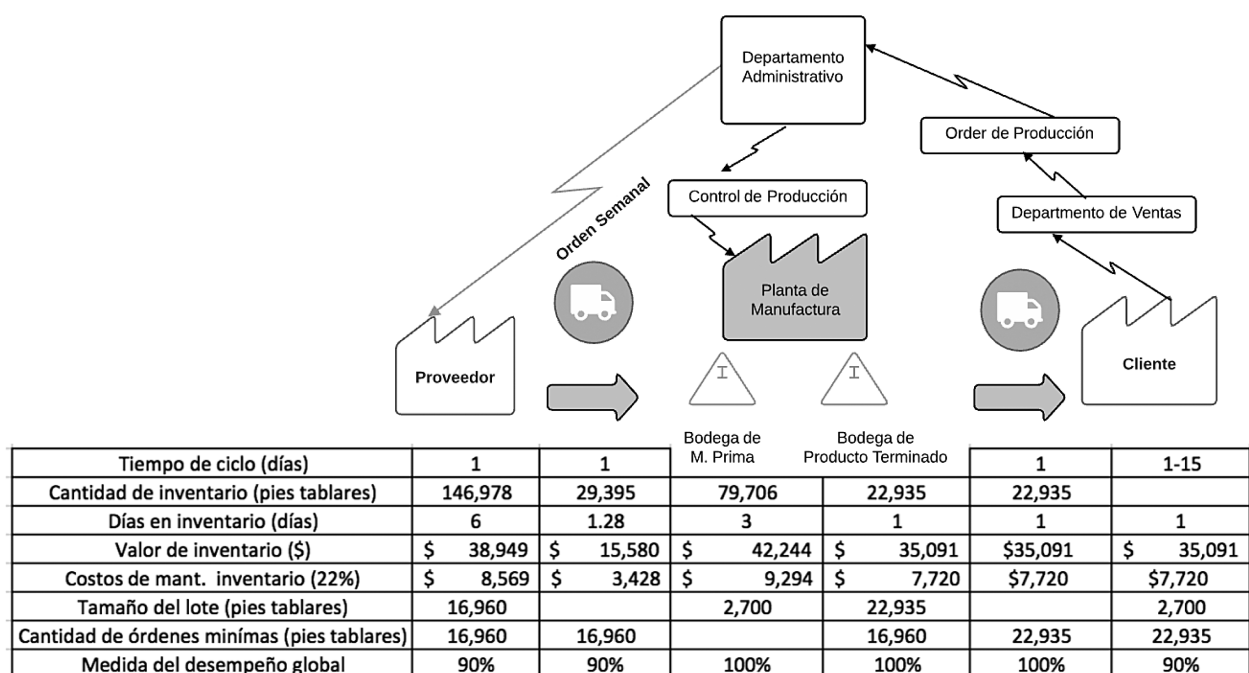 Departamento
Administrativo
Order de Producción
Control de Producción
Departmento de Ventas
Orden Semanal
Planta de
Manufactura
Proveedor
Cliente
I
I
Bodega de
M. Prima
Bodega de
Producto Terminado
Tiempo de ciclo (días) 1 1 1 1-15
Cantidad de inventario (pies tablares) 146,978 29,395 79,706 22,935 22,935
Días en inventario (días) 6 1.28 3 1 1 1
Valor de inventario ($) $ 38,949 $ 15,580 $ 42,244 $ 35,091 $35,091 $ 35,091
Costos de mant. inventario (22%) $ 8,569 $ 3,428 $ 9,294 $ 7,720 $7,720 $7,720
Tamaño del lote (pies tablares) 16,960 2,700 22,935 2,700
Cantidad de órdenes minímas (pies tablares) 16,960 16,960 16,960 22,935 22,935
Medida del desempeño global 90% 90% 100% 100% 100% 90%